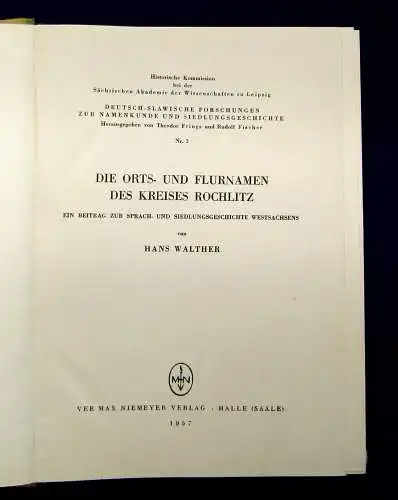 Historische Kommission
bei der
Sächsischen Akademie der Wissenschaften zu Leipzig
DEUTSCH-SLAWISCHE FORSCHUNGEN
ZUR NAMENKUNDE UND SIEDLUNGSGESCHICHTE
Herausgegeben von Theodor Frings und Rudolf Fischer
Nr. 3
DIE ORTS- UND FLURNAMEN
DES KREISES ROCHLITZ
EIN BEITRAG ZUR SPRACH- UND SIEDLUNGSGESCHICHTE WESTSACHSENS
von
HANS WALTHER
MN
VEB MAX NIEMEYER VERLAG · HALLE (SAALE)
1957